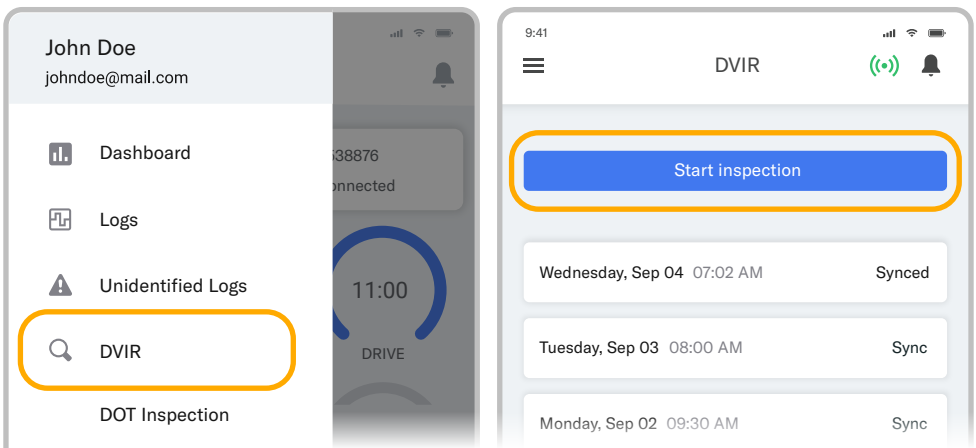 John Doe
johndoe@mail.com
Dashboard
Logs
Unidentified Logs
DVIR
DOT Inspection
538876
onnected
11:00
DRIVE
9:41
DVIR
Start inspection
Wednesday, Sep 04 07:02 AM Synced
Tuesday, Sep 03 08:00 AM Sync
Monday, Sep 02 09:30 AM Sync